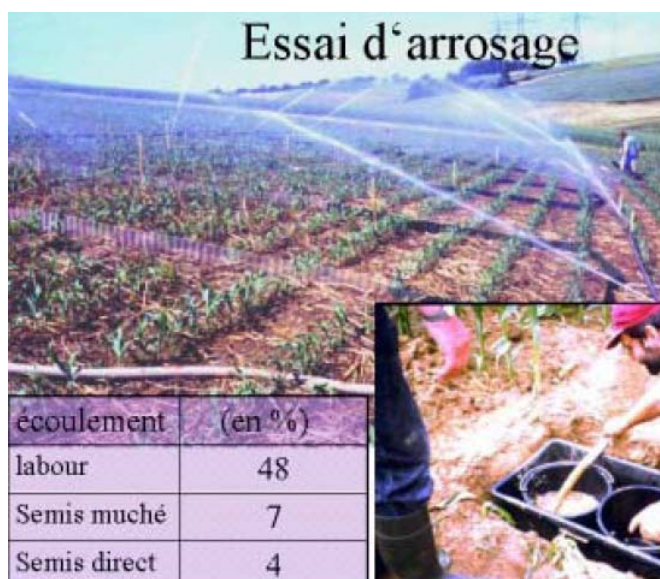 Essai d‘arrosage
écoulement (en %)
labour 48
Semis muché 7
Semis direct 4